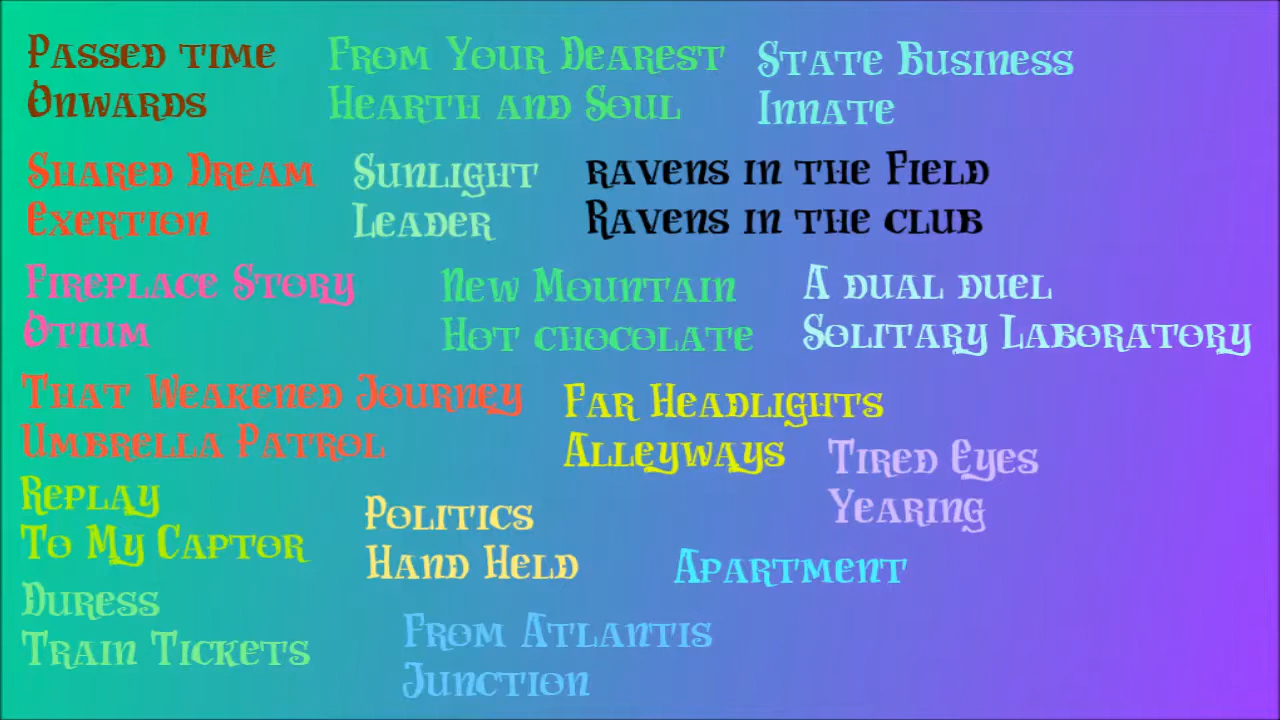 Passed time
Onwards
From Your Dearest
Hearth and Soul
State Business
Innate
Shared Dream
Exertion
Sunlight
Leader
ravens in the Field
Ravens in the club
Fireplace Story
Otium
New Mountain
Hot chocolate
A dual duel
Solitary Laboratory
That Weakened Journey
Umbrella Patrol
Far Headlights
Alleyways
Tired Eyes
Yearing
Replay
To My Captor
Politics
Hand Held
Apartment
Duress
Train Tickets
From Atlantis
Junction